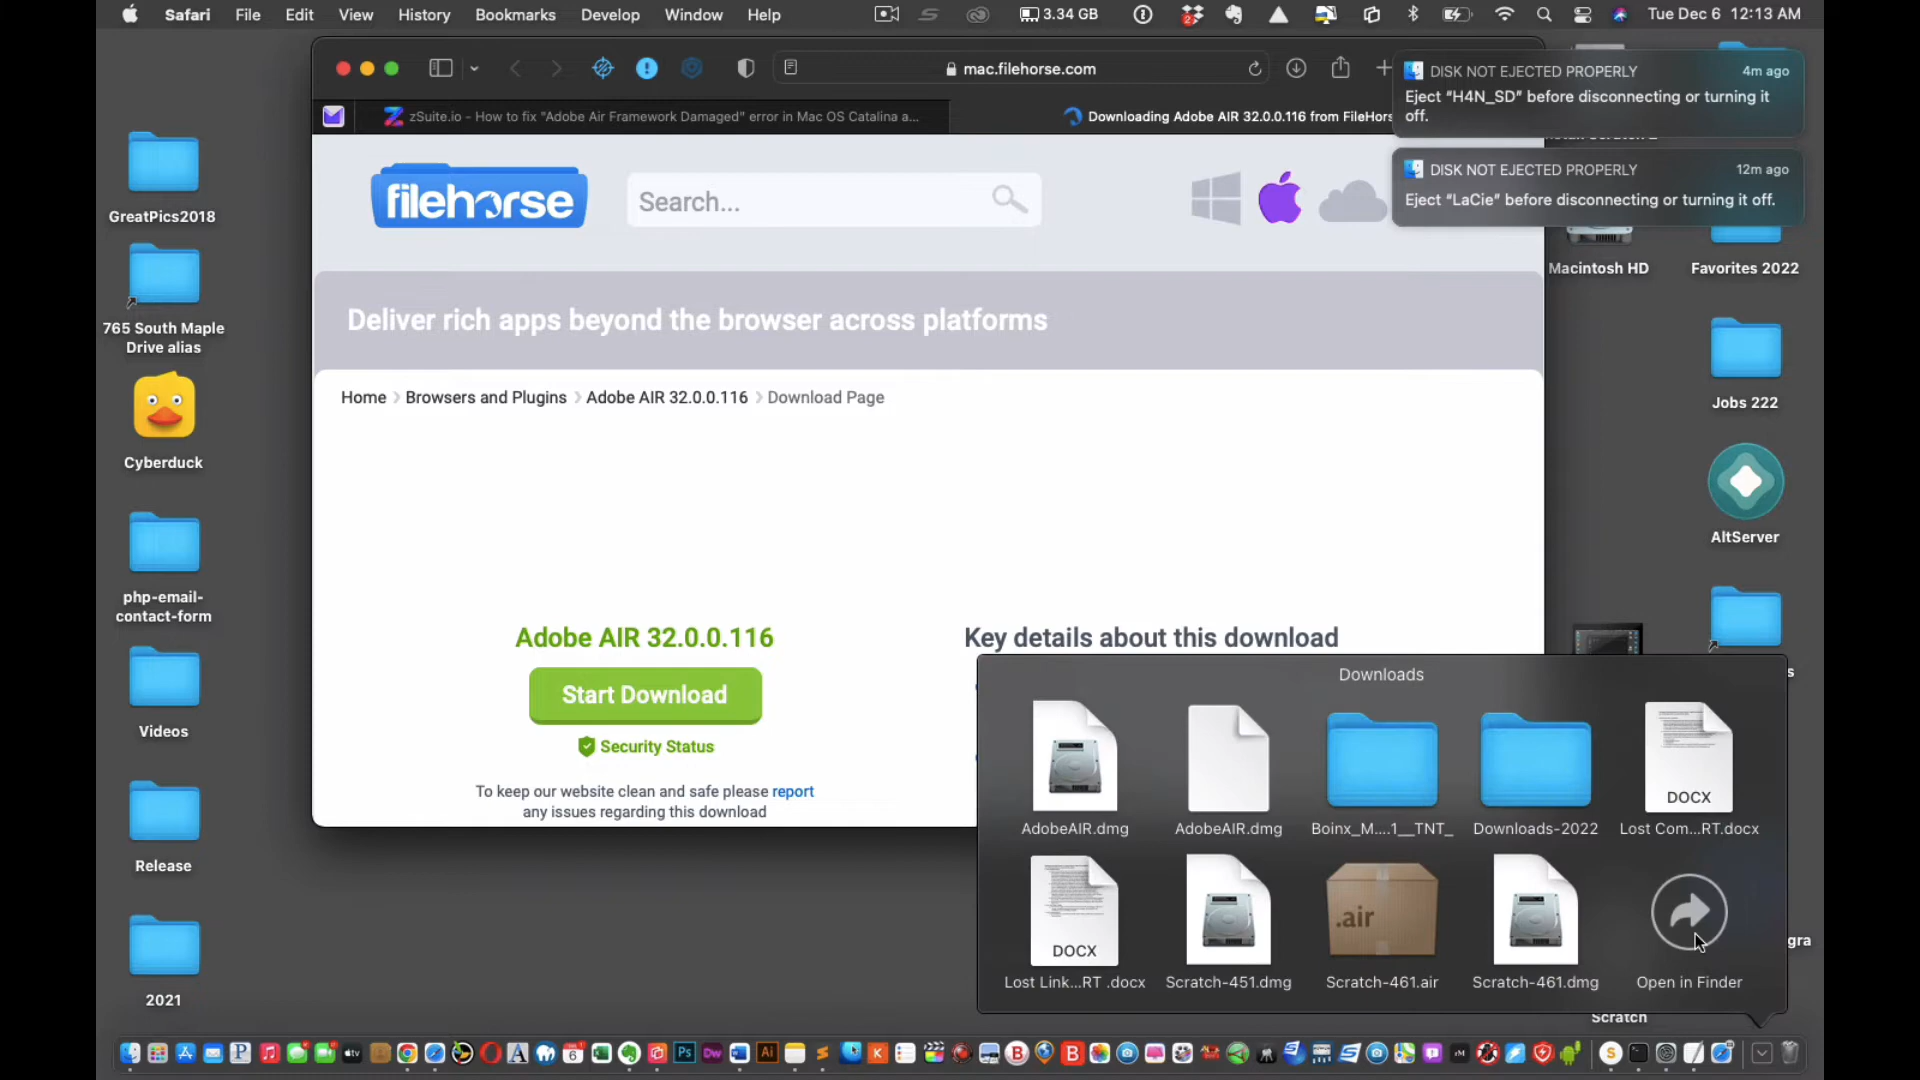 Safari File Edit View History Bookmarks Develop Window Help 3.34 GB Tue Dec 6 12:13 AM
mac.filehorse.com
zSuite.io - How to fix "Adobe Air Framework Damaged" error in Mac OS Catalina a...
Downloading Adobe AIR 32.0.0.116 from FileHors
DISK NOT EJECTED PROPERLY 4m ago
Eject “H4N_SD” before disconnecting or turning it
off.
DISK NOT EJECTED PROPERLY 12m ago
Eject “LaCie” before disconnecting or turning it off.
filehorse
Search...
Deliver rich apps beyond the browser across platforms
Home Browsers and Plugins Adobe AIR 32.0.0.116 Download Page
Adobe AIR 32.0.0.116
Start Download
Security Status
To keep our website clean and safe please report
any issues regarding this download
Key details about this download
GreatPics2018
765 South Maple
Drive alias
Cyberduck
php-email-
contact-form
Videos
Release
2021
Macintosh HD
Favorites 2022
Jobs 222
AltServer
s
gra
Scratch
Downloads
AdobeAIR.dmg
AdobeAIR.dmg
Boinx_M....1__TNT_
Downloads-2022
DOCX
Lost Com...RT.docx
DOCX
Lost Link...RT .docx
Scratch-451.dmg
.air
Scratch-461.air
Scratch-461.dmg
Open in Finder